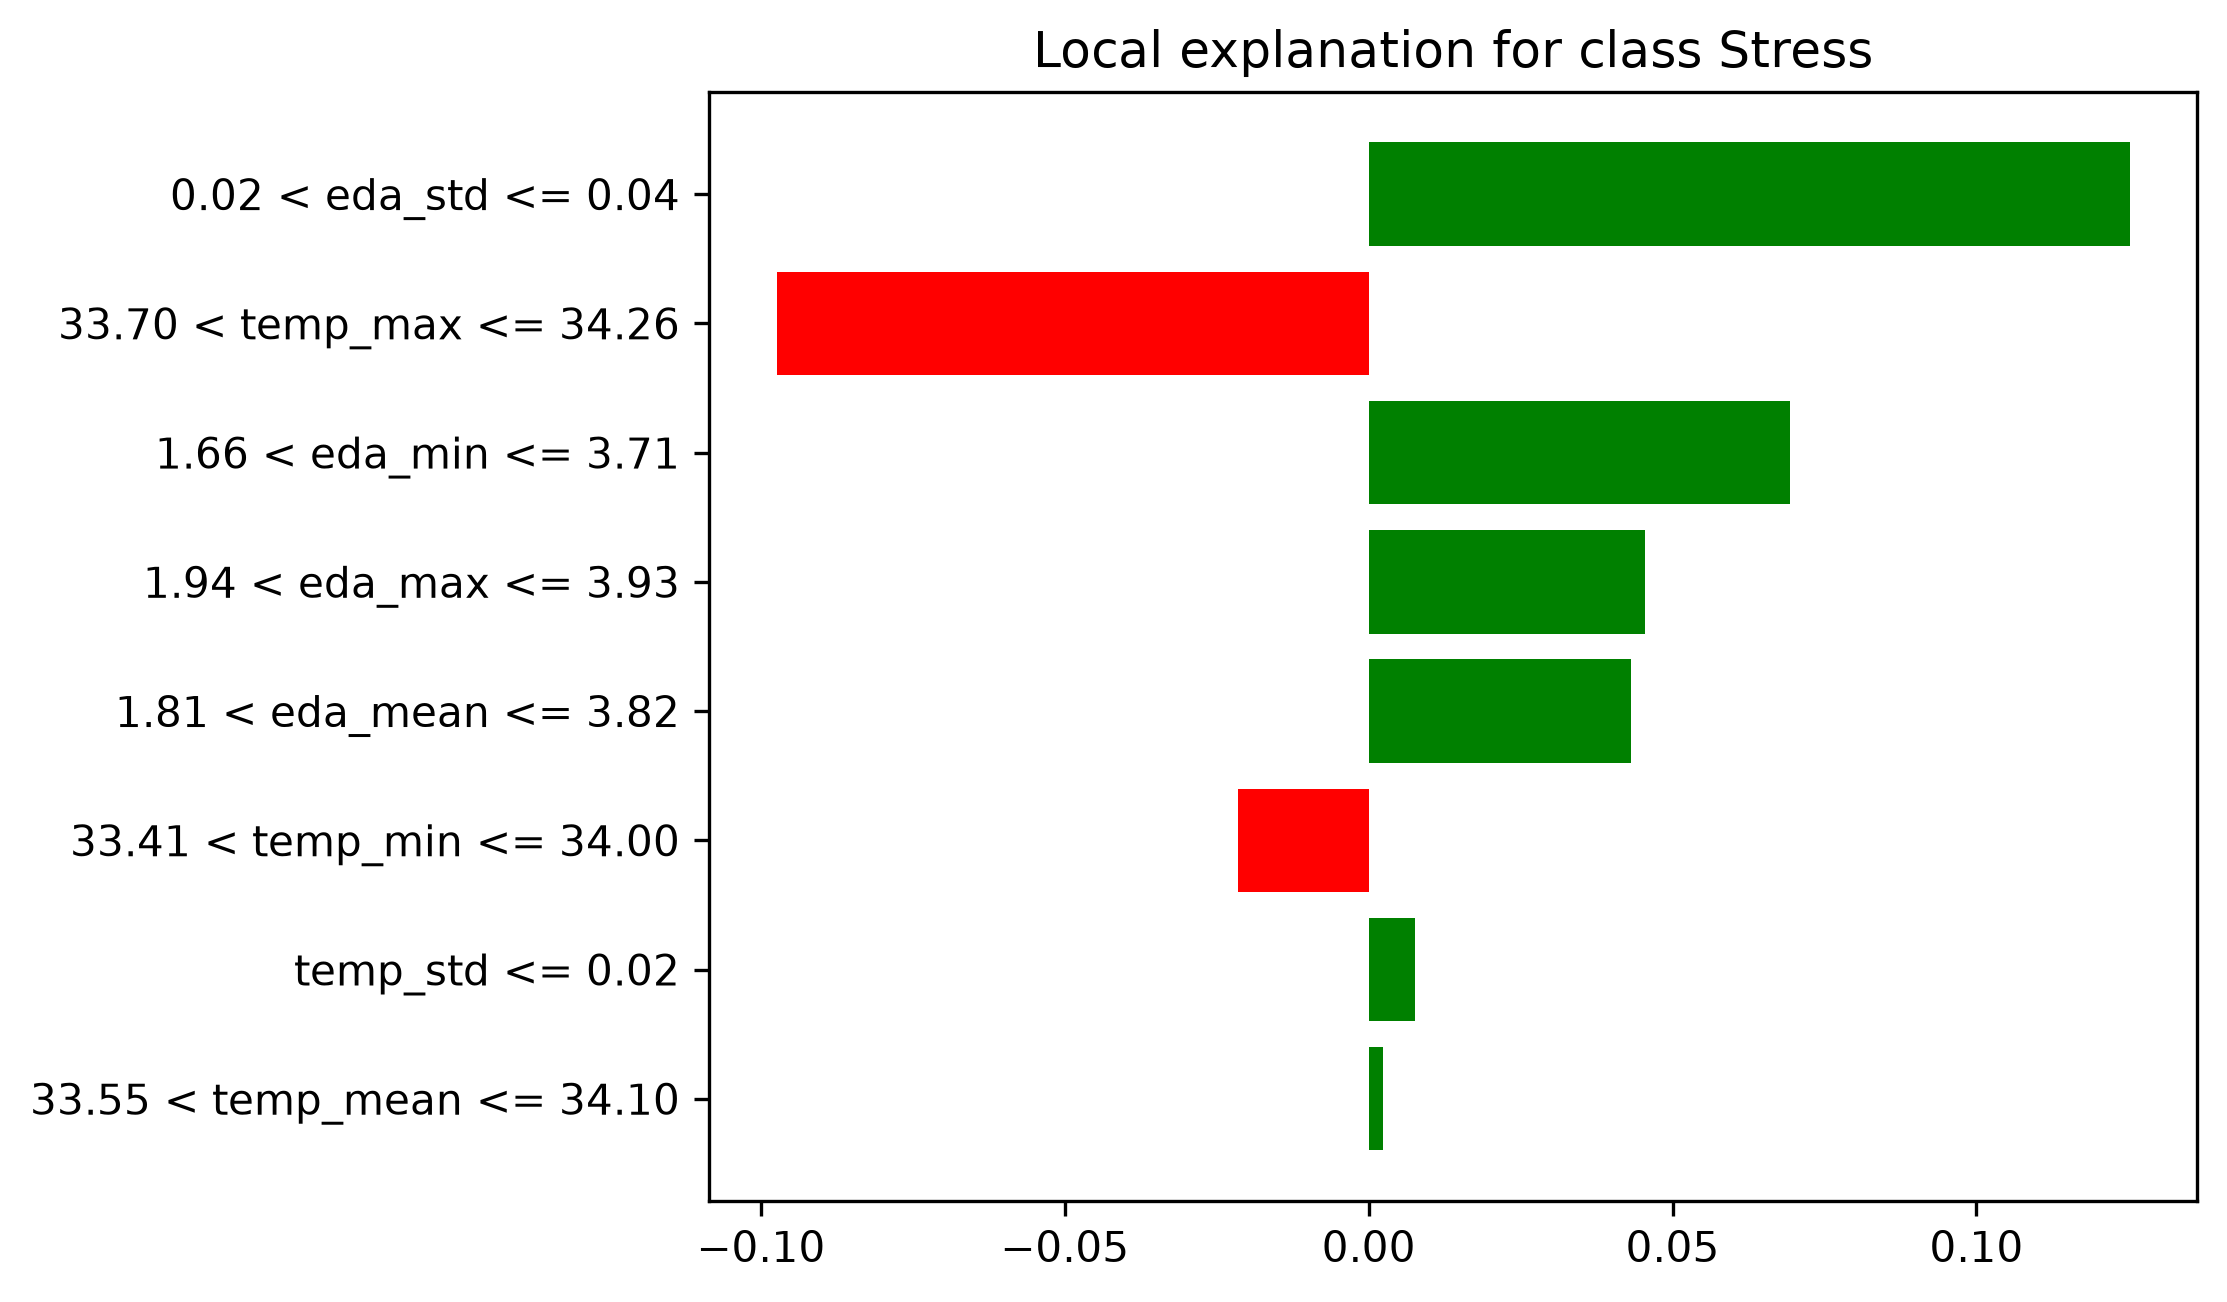 Local explanation for class Stress
0.02 < eda_std <= 0.04
33.70 < temp_max <= 34.26
1.66 < eda_min <= 3.71
1.94 < eda_max <= 3.93
1.81 < eda_mean <= 3.82
33.41 < temp_min <= 34.00
temp_std <= 0.02
33.55 < temp_mean <= 34.10
−0.10 −0.05 0.00 0.05 0.10